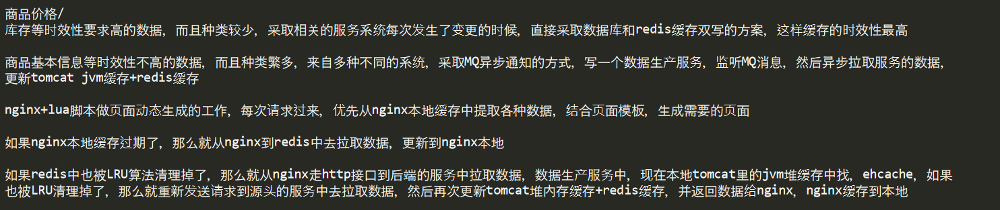 商品价格/
库存等时效性要求高的数据, 而且种类较少, 采取相关的服务系统每次发生了变更的时候, 直接采取数据库和redis缓存双写的方案, 这样缓存的时效性最高
商品基本信息等时效性不高的数据, 而且种类繁多, 来自多种不同的系统, 采取MQ异步通知的方式, 写一个数据生产服务, 监听MQ消息, 然后异步拉取服务的数据,
更新tomcat jvm缓存+redis缓存
nginx+lua脚本做页面动态生成的工作, 每次请求过来, 优先从nginx本地缓存中提取各种数据, 结合页面模板, 生成需要的页面
如果nginx本地缓存过期了, 那么就从nginx到redis中去拉取数据, 更新到nginx本地
如果redis中也被LRU算法清理掉了, 那么就从nginx走http接口到后端的服务中拉取数据, 数据生产服务中, 现在本地tomcat里的jvm堆缓存中找, ehcache, 如果
也被LRU清理掉了, 那么就重新发送请求到源头的服务中去拉取数据, 然后再次更新tomcat堆内存缓存+redis缓存, 并返回数据给nginx, nginx缓存到本地